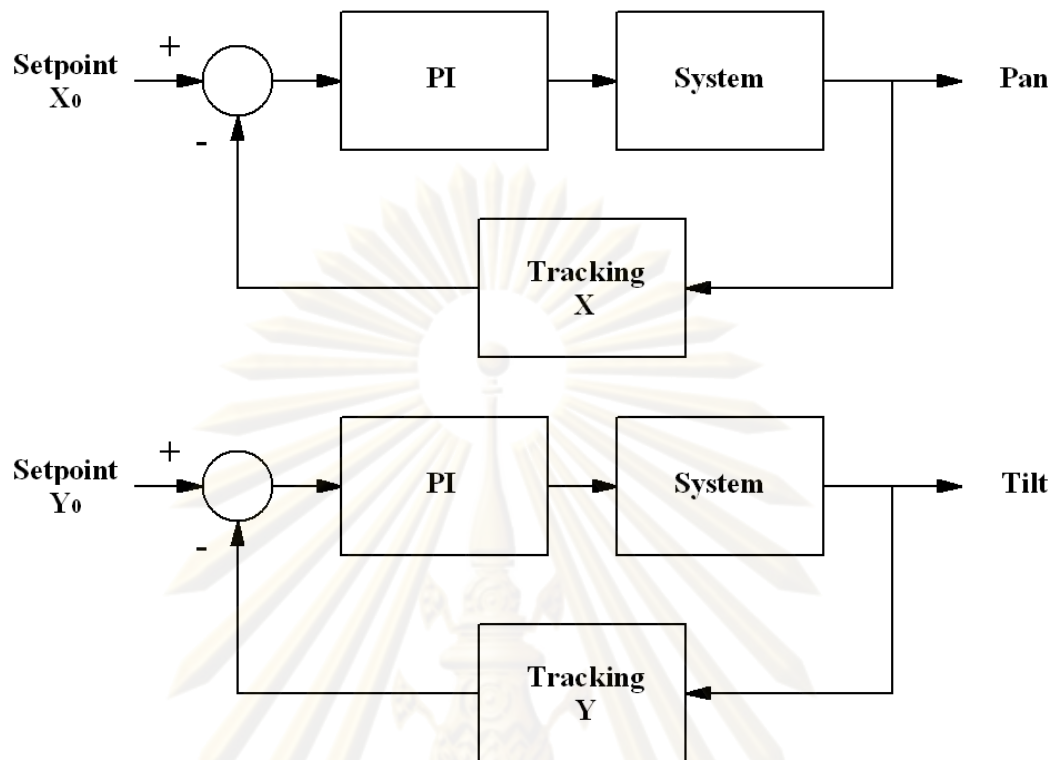 +
Setpoint
X₀
PI
System
Pan
-
Tracking
X
+
Setpoint
Y₀
PI
System
Tilt
-
Tracking
Y